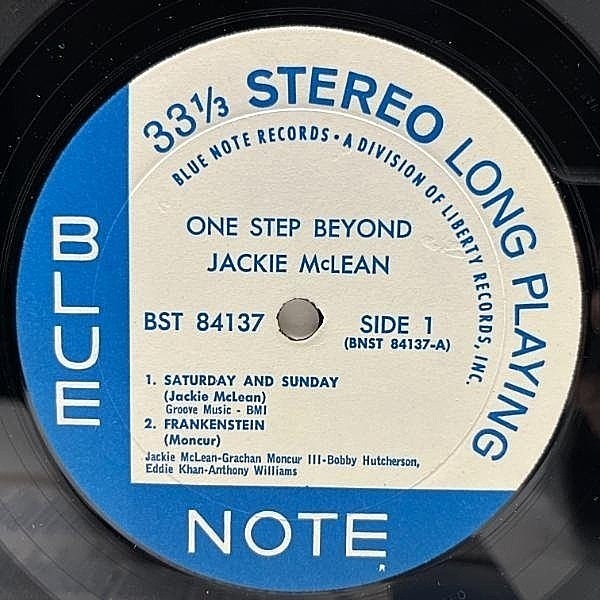 33 1/3 STEREO LONG PLAYING
BLUE NOTE RECORDS • A DIVISION OF LIBERTY RECORDS, INC.
ONE STEP BEYOND
JACKIE McLEAN
BST 84137
SIDE 1
(BNST 84137-A)
1. SATURDAY AND SUNDAY
(Jackie McLean)
Groove Music - BMI
2. FRANKENSTEIN
(Moncur)
Jackie McLean-Grachan Moncur III-Bobby Hutcherson,
Eddie Khan-Anthony Williams
BLUE
NOTE
R